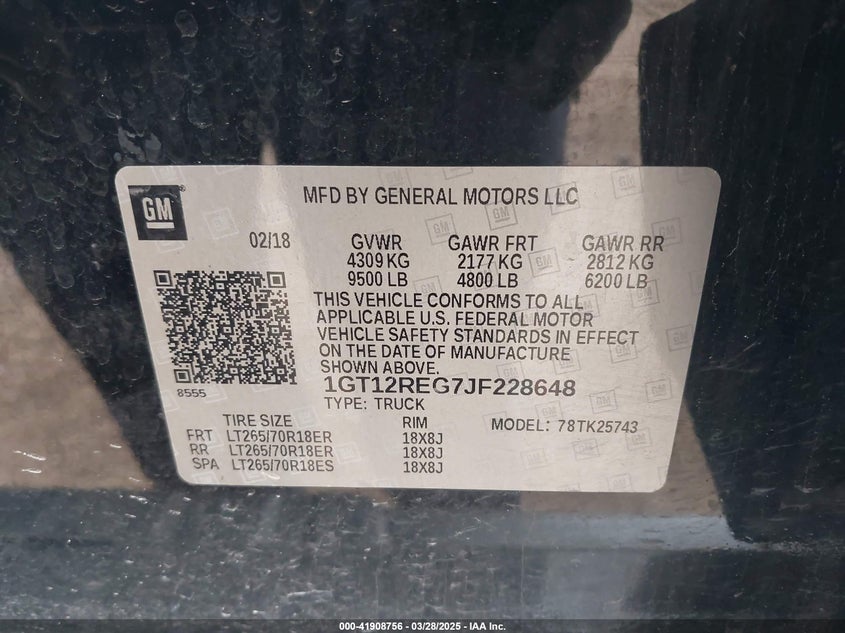 GM
MFD BY GENERAL MOTORS LLC
02/18 GVWR GAWR FRT GAWR RR
4309 KG 2177 KG 2812 KG
9500 LB 4800 LB 6200 LB
THIS VEHICLE CONFORMS TO ALL
APPLICABLE U.S. FEDERAL MOTOR
VEHICLE SAFETY STANDARDS IN EFFECT
ON THE DATE OF MANUFACTURE
SHOWN ABOVE.
8555
1GT12REG7JF228648
TYPE: TRUCK
TIRE SIZE RIM MODEL: 78TK25743
FRT LT265/70R18ER 18X8J
RR LT265/70R18ER 18X8J
SPA LT265/70R18ES 18X8J
000-41908756 — 03/28/2025 — IAA Inc.